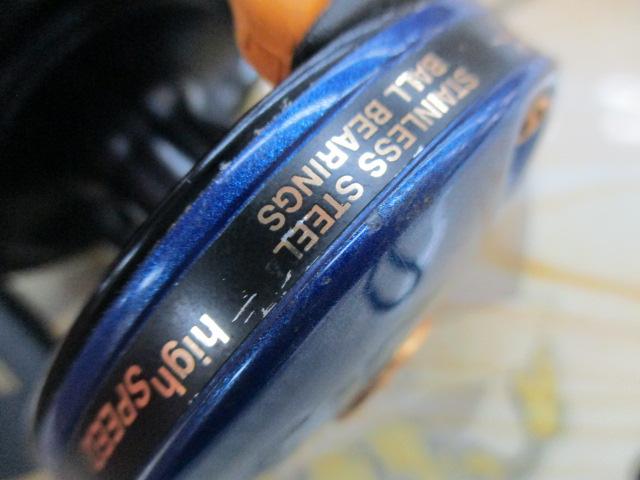 STAINLESS STEEL
BALL BEARINGS
high SPEED